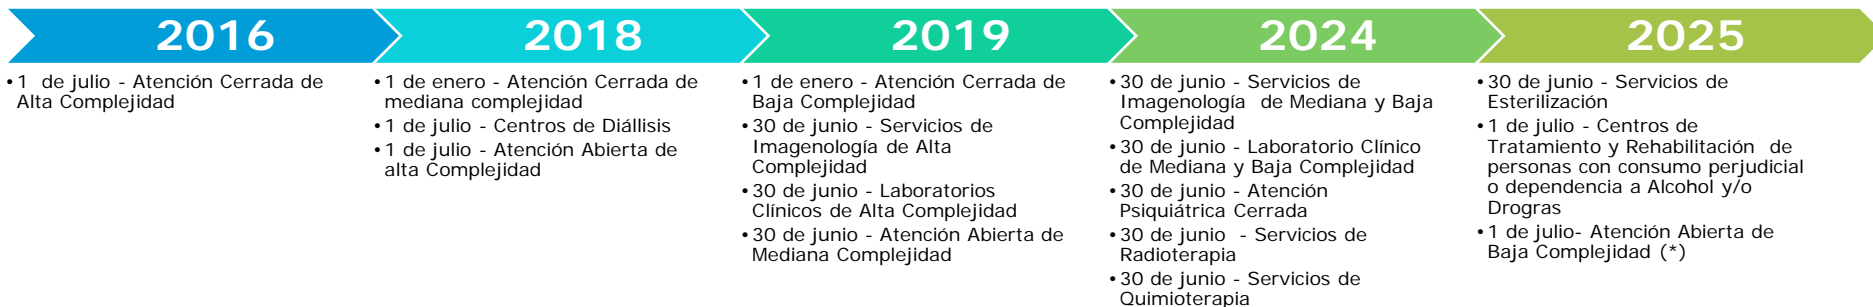 2016
• 1 de julio - Atención Cerrada de
Alta Complejidad
2018
• 1 de enero - Atención Cerrada de
mediana complejidad
• 1 de julio - Centros de Diállisis
• 1 de julio - Atención Abierta de
alta Complejidad
2019
• 1 de enero - Atención Cerrada de
Baja Complejidad
• 30 de junio - Servicios de
Imagenología de Alta
Complejidad
• 30 de junio - Laboratorios
Clínicos de Alta Complejidad
• 30 de junio - Atención Abierta de
Mediana Complejidad
2024
• 30 de junio - Servicios de
Imagenología de Mediana y Baja
Complejidad
• 30 de junio - Laboratorio Clínico
de Mediana y Baja Complejidad
• 30 de junio - Atención
Psiquiátrica Cerrada
• 30 de junio - Servicios de
Radioterapia
• 30 de junio - Servicios de
Quimioterapia
2025
• 30 de junio - Servicios de
Esterilización
• 1 de julio - Centros de
Tratamiento y Rehabilitación de
personas con consumo perjudicial
o dependencia a Alcohol y/o
Drogras
• 1 de julio- Atención Abierta de
Baja Complejidad (*)